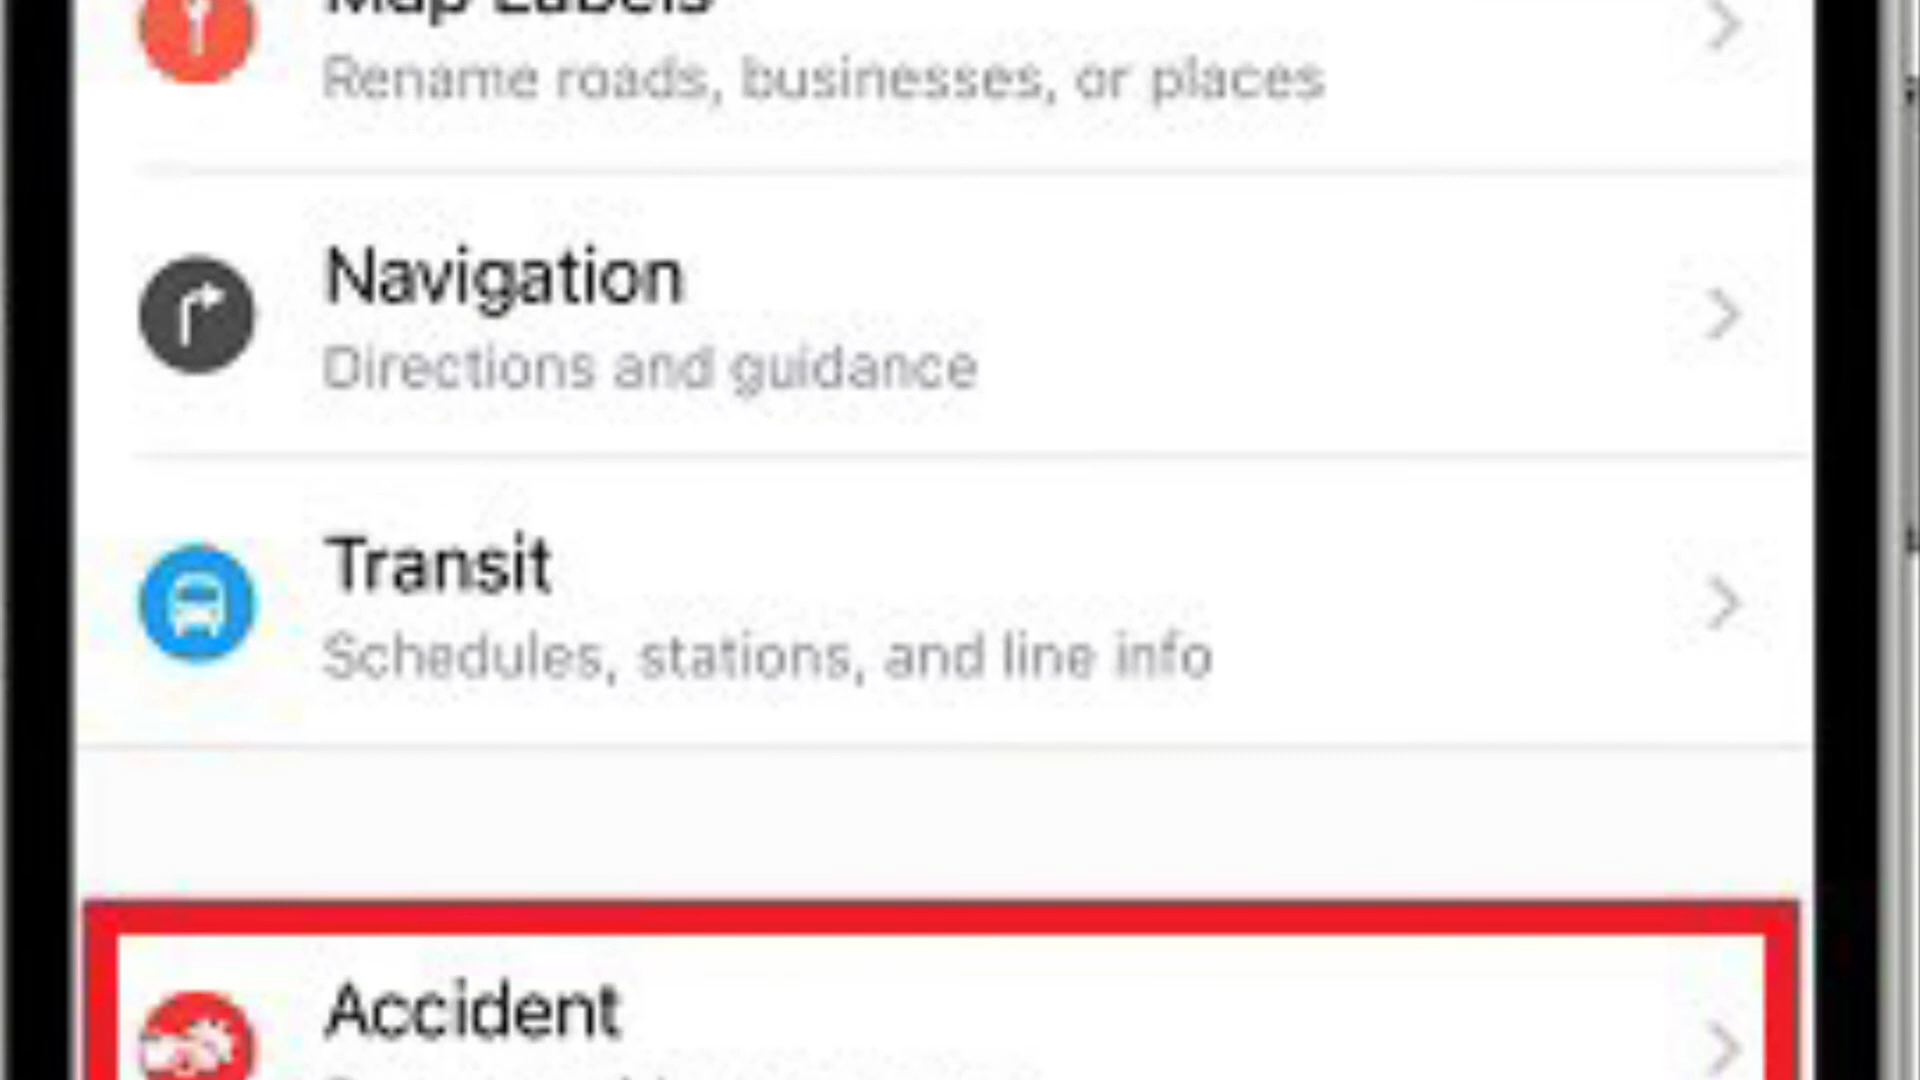 Map Labels
Rename roads, businesses, or places
Navigation
Directions and guidance
Transit
Schedules, stations, and line info
Accident